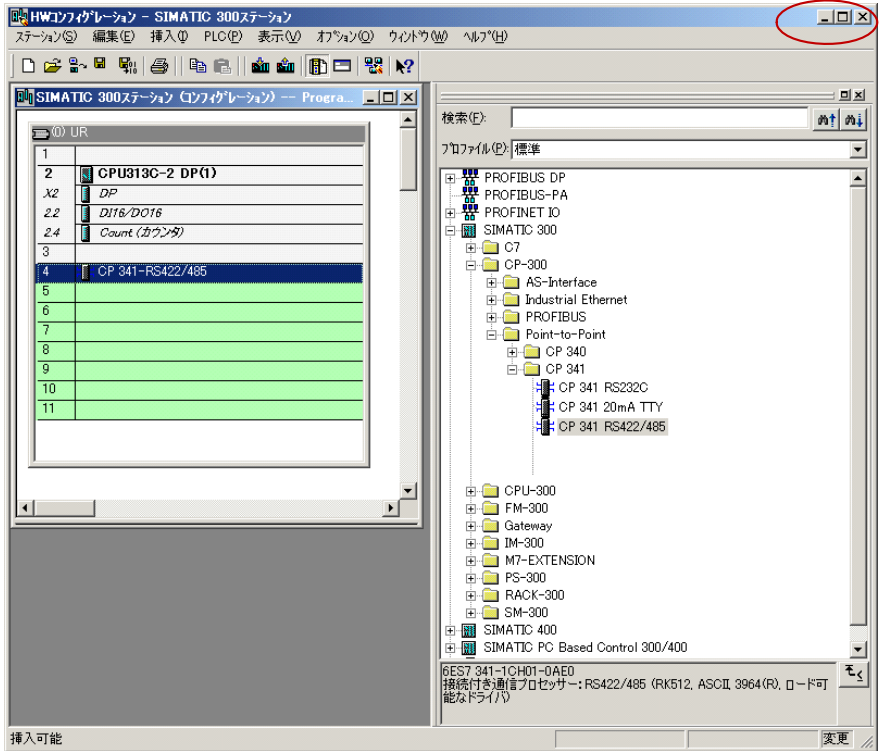 HWコンフィグレーション - SIMATIC 300ステーション
ステーション(S) 編集(E) 挿入(I) PLC(P) 表示(V) オプション(O) ウィンドウ(W) ヘルプ(H)
SIMATIC 300ステーション (コンフィグレーション) -- Progra...
(0) UR
1
2 CPU313C-2 DP(1)
X2 DP
2.2 DI16/DO16
2.4 Count (カウンタ)
3
4 CP 341-RS422/485
5
6
7
8
9
10
11
検索(F):
プロファイル(P): 標準
PROFIBUS DP
PROFIBUS-PA
PROFINET IO
SIMATIC 300
C7
CP-300
AS-Interface
Industrial Ethernet
PROFIBUS
Point-to-Point
CP 340
CP 341
CP 341 RS232C
CP 341 20mA TTY
CP 341 RS422/485
CPU-300
FM-300
Gateway
IM-300
M7-EXTENSION
PS-300
RACK-300
SM-300
SIMATIC 400
SIMATIC PC Based Control 300/400
6ES7 341-1CH01-0AE0
接続付き通信プロセッサー: RS422/485 (RK512, ASCII, 3964(R), ロード可
能なドライバ)
挿入可能
変更